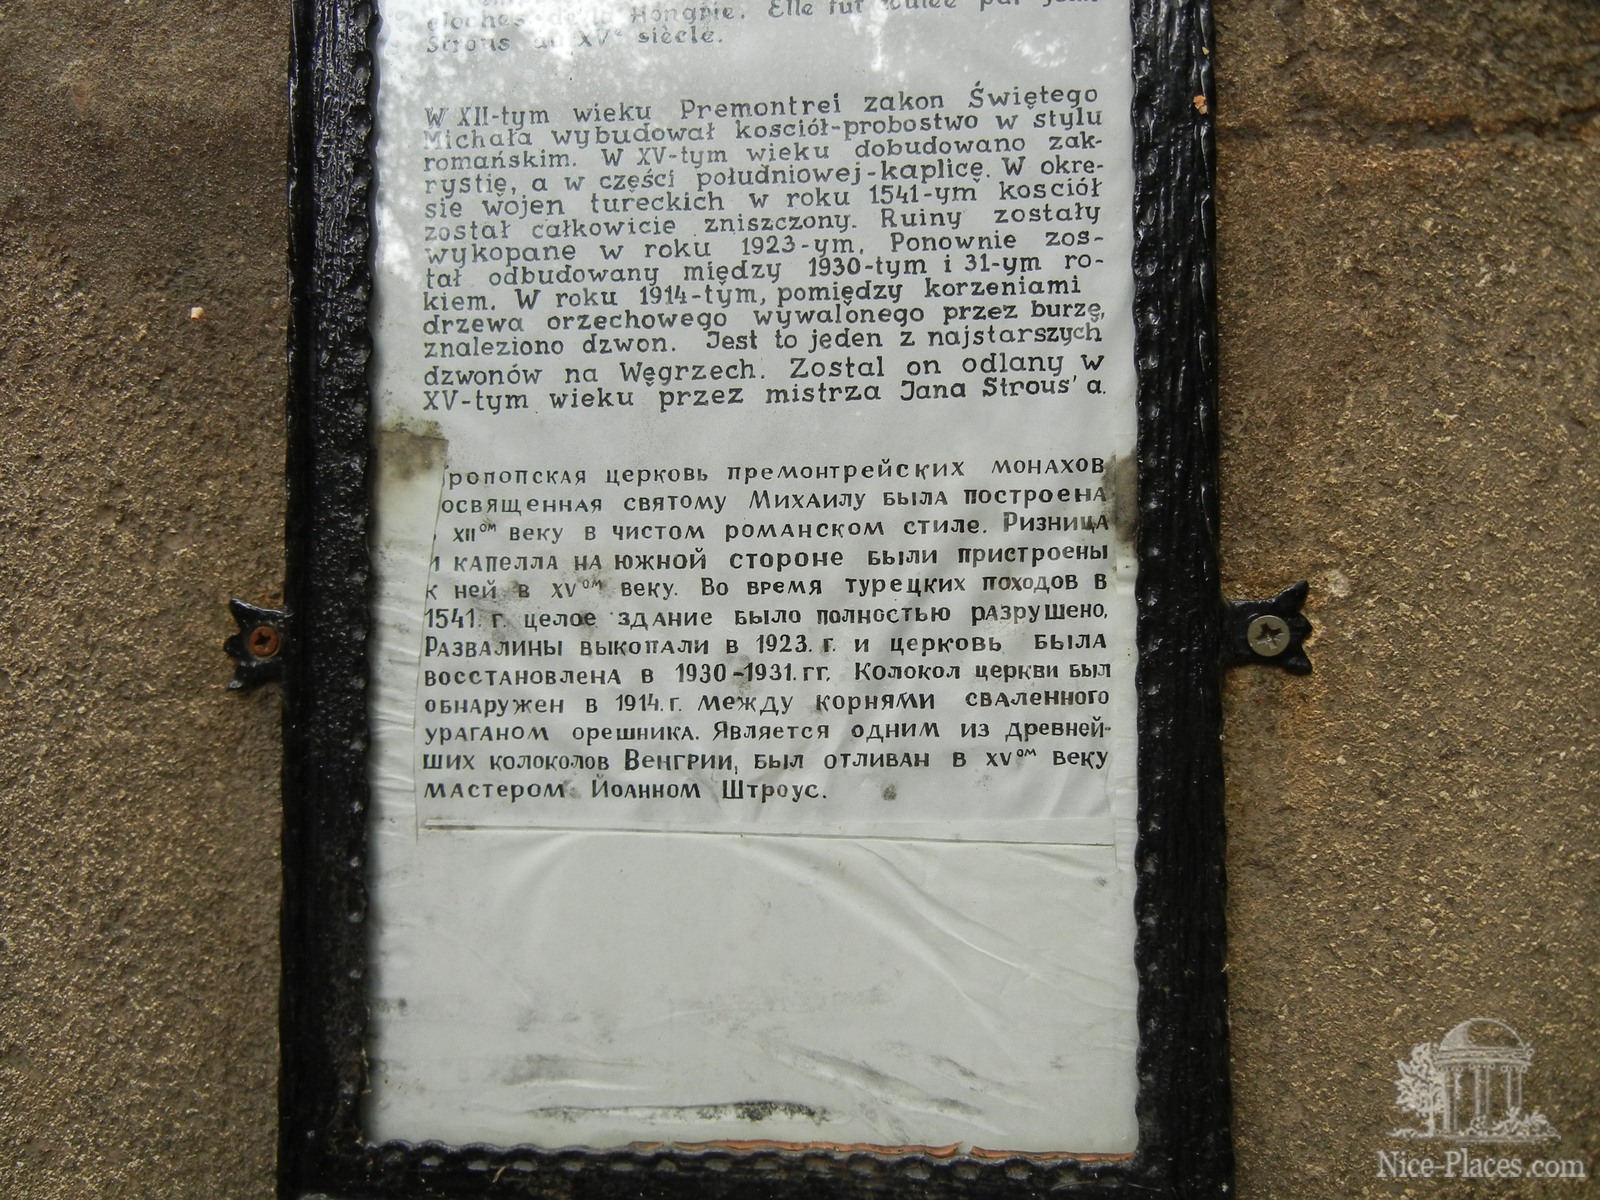 cloches de la Hongrie. Elle fut coulée par Jean
Strous au XVe siècle.
W XII-tym wieku Premontrei zakon Świętego
Michała wybudował kosciół-probostwo w stylu
romańskim. W XV-tym wieku dobudowano zak-
rystię, a w części południowej-kaplicę. W okre-
sie wojen tureckich w roku 1541-ym kosciół
został całkowicie zniszczony. Ruiny zostały
wykopane w roku 1923-ym. Ponownie zos-
tał odbudowany między 1930-tym i 31-ym ro-
kiem. W roku 1914-tym, pomiędzy korzeniami
drzewa orzechowego wywalonego przez burzę,
znaleziono dzwon. Jest to jeden z najstarszych
dzwonów na Węgrzech. Zostal on odlany w
XV-tym wieku przez mistrza Jana Strous'a.
ропопская церковь премонтрейских монахов
освященная святому Михаилу была построена
XIIом веку в чистом романском стиле. Ризница
и капелла на южной стороне были пристроены
к ней в XVом веку. Во время турецких походов в
1541. г. целое здание было полностью разрушено.
Развалины выкопали в 1923. г. и церковь была
восстановлена в 1930-1931. гг. Колокол церкви был
обнаружен в 1914. г. между корнями сваленного
ураганом орешника. Является одним из древней-
ших колоколов Венгрии, был отливан в XVом веку
мастером Йоанном Штроус.
Nice-Places.com